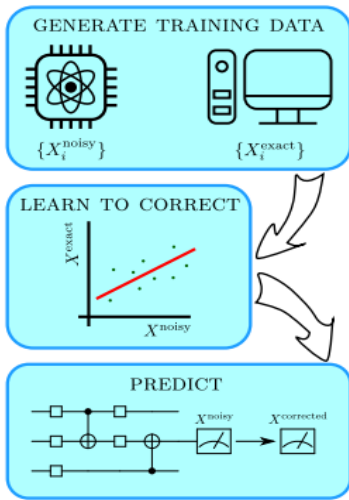 GENERATE TRAINING DATA
{X_i^noisy} {X_i^exact}
LEARN TO CORRECT
X^exact
X^noisy
PREDICT
X^noisy X^corrected